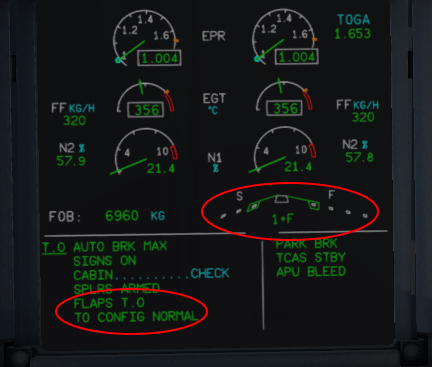 1.4 1.4 TOGA
1.2 1.6 EPR 1.2 1.6 1.653
1 1.004 1 1.004
FF KG/H 356 EGT 356 FF KG/H
320 °C 320
N2 % 4 10 N1 4 10 N2 %
57.9 21.4 % 21.4 57.8
S F
FOB: 6960 KG 1+F
T.O AUTO BRK MAX PARK BRK
SIGNS ON TCAS STBY
CABIN..........CHECK APU BLEED
SPLRS ARMED
FLAPS T.O
TO CONFIG NORMAL